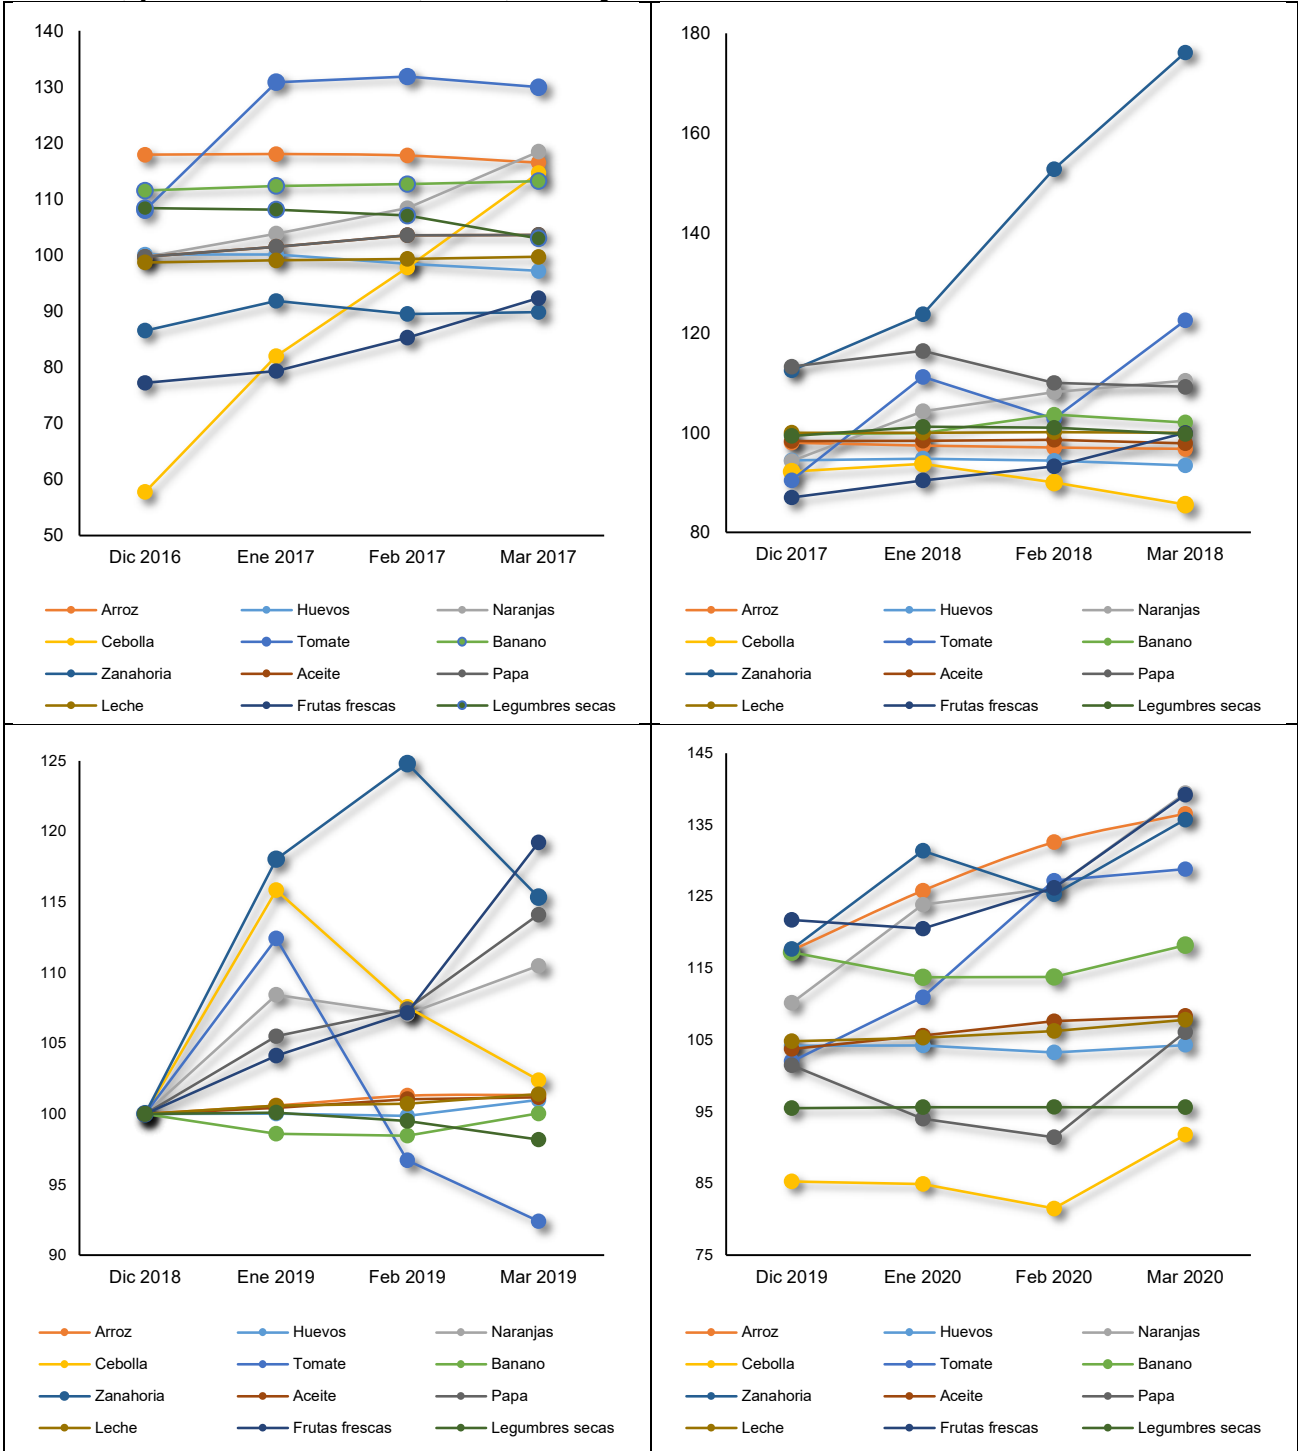 140
130
120
110
100
90
80
70
60
50
Dic 2016 Ene 2017 Feb 2017 Mar 2017
Arroz Huevos Naranjas
Cebolla Tomate Banano
Zanahoria Aceite Papa
Leche Frutas frescas Legumbres secas
180
160
140
120
100
80
Dic 2017 Ene 2018 Feb 2018 Mar 2018
Arroz Huevos Naranjas
Cebolla Tomate Banano
Zanahoria Aceite Papa
Leche Frutas frescas Legumbres secas
125
120
115
110
105
100
95
90
Dic 2018 Ene 2019 Feb 2019 Mar 2019
Arroz Huevos Naranjas
Cebolla Tomate Banano
Zanahoria Aceite Papa
Leche Frutas frescas Legumbres secas
145
135
125
115
105
95
85
75
Dic 2019 Ene 2020 Feb 2020 Mar 2020
Arroz Huevos Naranjas
Cebolla Tomate Banano
Zanahoria Aceite Papa
Leche Frutas frescas Legumbres secas